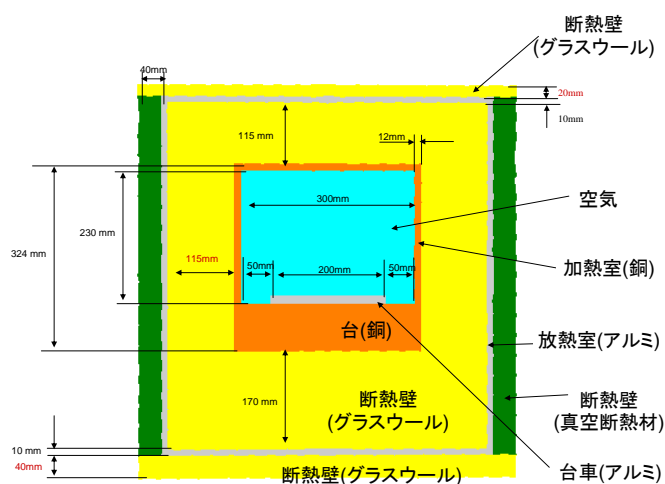 断熱壁
(グラスウール)
40mm
20mm
10mm
115 mm
12mm
空気
300mm
230 mm
324 mm
加熱室(銅)
115mm
50mm
200mm
50mm
台(銅)
放熱室(アルミ)
170 mm
断熱壁
(グラスウール)
断熱壁
(真空断熱材)
10 mm
40mm
断熱壁(グラスウール)
台車(アルミ)